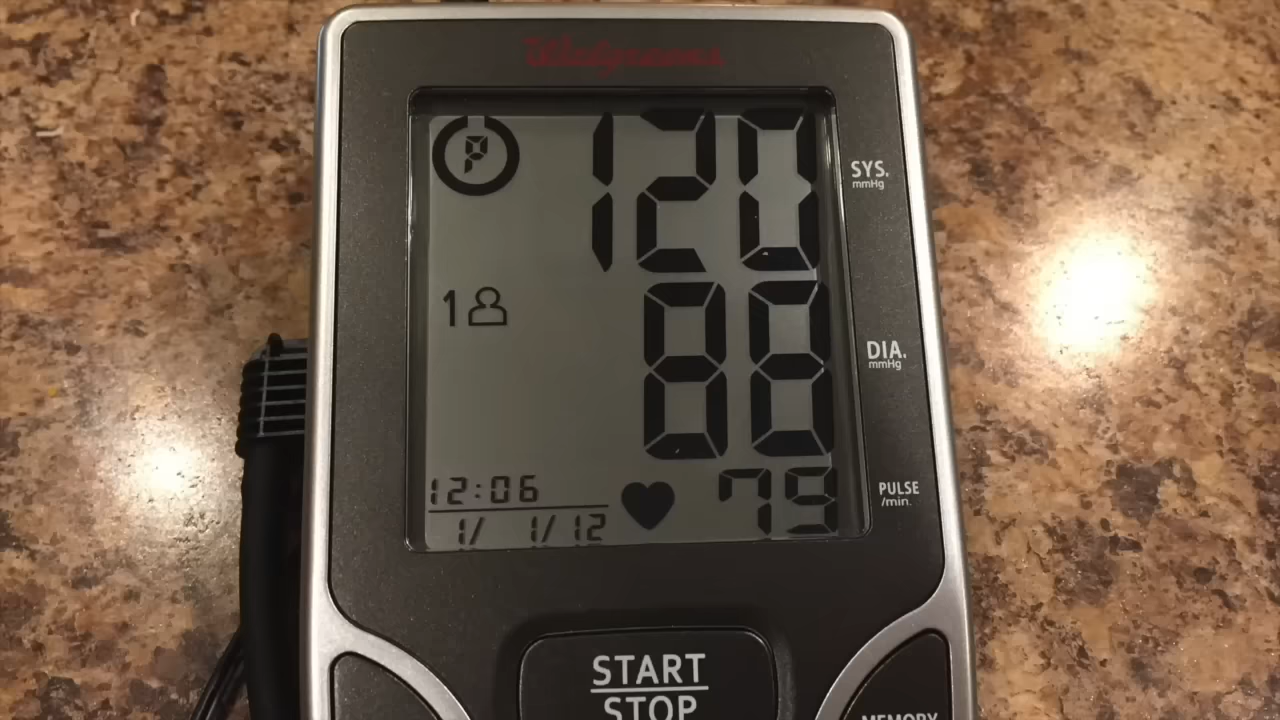 Walgreens
P
120
SYS.
mmHg
1
88
DIA.
mmHg
12:06
1/ 1/12
79
PULSE
/min.
START
STOP
MEMORY